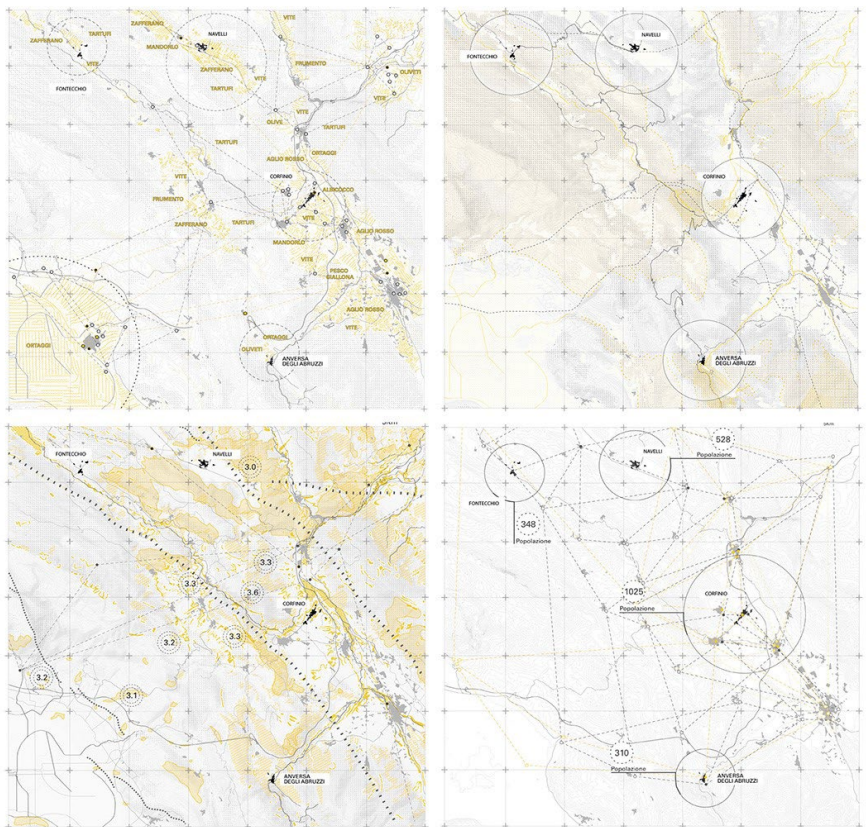 ZAFFERANO
VITE
ZAFFERANO
TARTUFI
NAVELLI
MANDORLO
VITE
FRUMENTO
ZAFFERANO
OLIVETI
FONTECCHIO
TARTUFI
VITE
VITE
VITE
OLIVE
TARTUFI
TARTUFI
ORTAGGI
AGLIO ROSSO
VITE
CORFINIO
ALBICOCCO
FRUMENTO
TARTUFI
VITE
ZAFFERANO
AGLIO ROSSO
MANDORLO
VITE
PESCO
GIALLONA
AGLIO ROSSO
VITE
ORTAGGI
ORTAGGI
OLIVETI
ANVERSA
DEGLI ABRUZZI
NAVELLI
FONTECCHIO
CORFINIO
ANVERSA
DEGLI ABRUZZI
FONTECCHIO
NAVELLI
3.0
3.3
3.3
3.6
CORFINIO
3.3
3.2
3.2
3.1
ANVERSA
DEGLI ABRUZZI
528
NAVELLI
Popolazione
FONTECCHIO
348
Popolazione
1025
CORFINIO
Popolazione
310
Popolazione
ANVERSA
DEGLI ABRUZZI